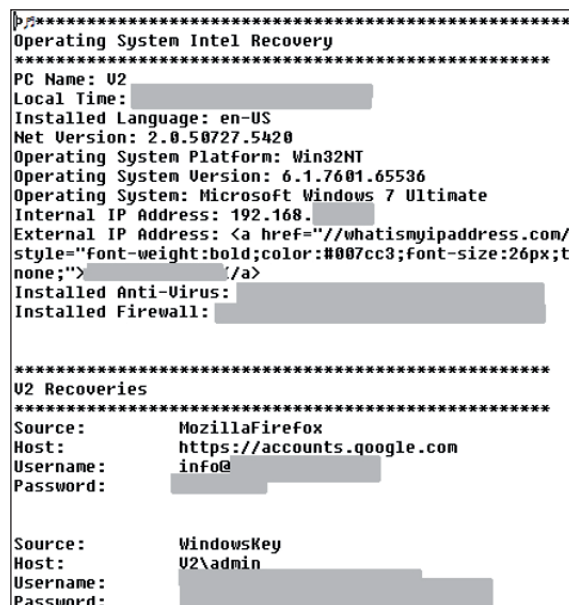 ************************************************
Operating System Intel Recovery
*****************************************************
PC Name: V2
Local Time:
Installed Language: en-US
Net Version: 2.0.50727.5420
Operating System Platform: Win32NT
Operating System Version: 6.1.7601.65536
Operating System: Microsoft Windows 7 Ultimate
Internal IP Address: 192.168.
External IP Address: <a href="//whatismyipaddress.com/
style="font-weight:bold;color:#007cc3;font-size:26px;t
none;">(/a>
Installed Anti-Virus:
Installed Firewall:
*****************************************************
V2 Recoveries
*****************************************************
Source: MozillaFirefox
Host: https://accounts.google.com
Username: info@
Password:
Source: WindowsKey
Host: V2\admin
Username:
Password: